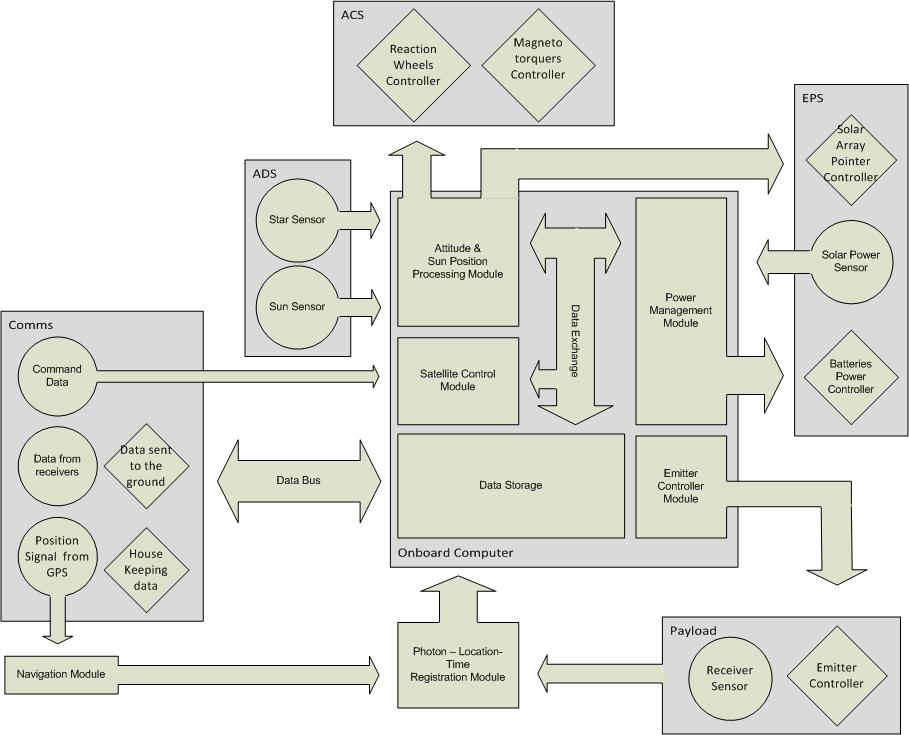 ACS
Reaction
Wheels
Controller
Magneto
torquers
Controller
EPS
Solar
Array
Pointer
Controller
Solar Power
Sensor
Batteries
Power
Controller
ADS
Star Sensor
Sun Sensor
Attitude &
Sun Position
Processing Module
Data Exchange
Power
Management
Module
Satellite Control
Module
Data Storage
Emitter
Controller
Module
Onboard Computer
Comms
Command
Data
Data from
receivers
Data sent
to the
ground
Position
Signal from
GPS
House
Keeping
data
Data Bus
Navigation Module
Photon – Location-
Time
Registration Module
Payload
Receiver
Sensor
Emitter
Controller